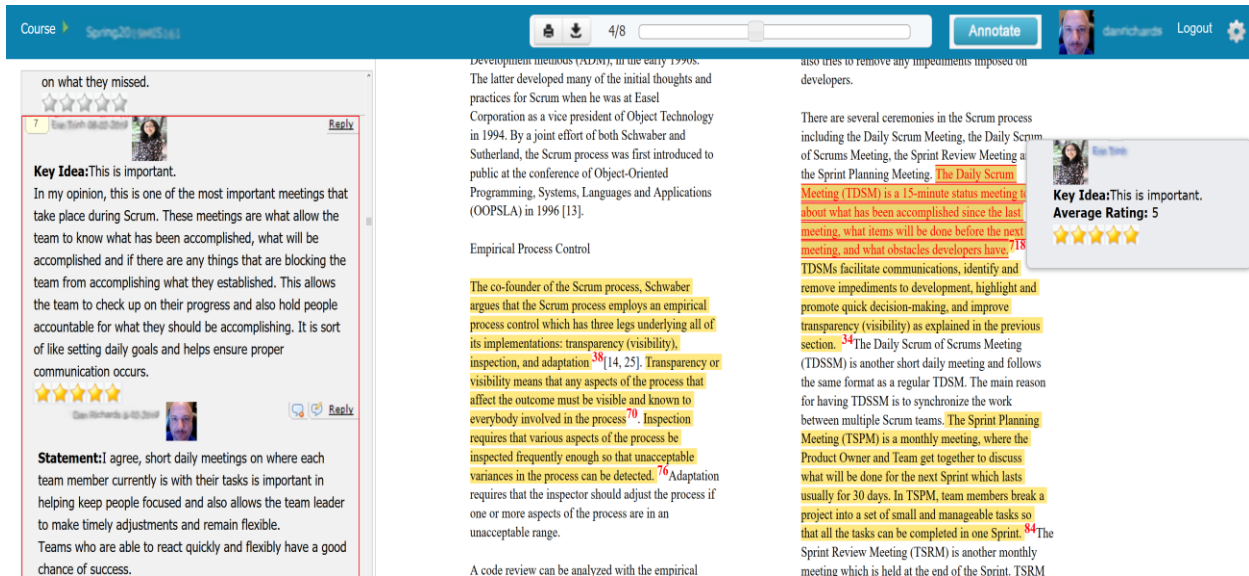 Course
4/8
Annotate
Logout
on what they missed.
7
Reply
Key Idea:This is important.
In my opinion, this is one of the most important meetings that
take place during Scrum. These meetings are what allow the
team to know what has been accomplished, what will be
accomplished and if there are any things that are blocking the
team from accomplishing what they established. This allows
the team to check up on their progress and also hold people
accountable for what they should be accomplishing. It is sort
of like setting daily goals and helps ensure proper
communication occurs.
Reply
Statement:I agree, short daily meetings on where each
team member currently is with their tasks is important in
helping keep people focused and also allows the team leader
to make timely adjustments and remain flexible.
Teams who are able to react quickly and flexibly have a good
chance of success.
Development methods (ADM), in the early 1990s.
The latter developed many of the initial thoughts and
practices for Scrum when he was at Easel
Corporation as a vice president of Object Technology
in 1994. By a joint effort of both Schwaber and
Sutherland, the Scrum process was first introduced to
public at the conference of Object-Oriented
Programming, Systems, Languages and Applications
(OOPSLA) in 1996 [13].
Empirical Process Control
The co-founder of the Scrum process, Schwaber
argues that the Scrum process employs an empirical
process control which has three legs underlying all of
its implementations: transparency (visibility),
inspection, and adaptation 38[14, 25]. Transparency or
visibility means that any aspects of the process that
affect the outcome must be visible and known to
everybody involved in the process70. Inspection
requires that various aspects of the process be
inspected frequently enough so that unacceptable
variances in the process can be detected. 76Adaptation
requires that the inspector should adjust the process if
one or more aspects of the process are in an
unacceptable range.
A code review can be analyzed with the empirical
also tries to remove any impediments imposed on
developers.
There are several ceremonies in the Scrum process
including the Daily Scrum Meeting, the Daily Scrum
of Scrums Meeting, the Sprint Review Meeting a
the Sprint Planning Meeting. The Daily Scrum
Meeting (TDSM) is a 15-minute status meeting t
about what has been accomplished since the last
meeting, what items will be done before the next
meeting, and what obstacles developers have.718
TDSMs facilitate communications, identify and
remove impediments to development, highlight and
promote quick decision-making, and improve
transparency (visibility) as explained in the previous
section. 34The Daily Scrum of Scrums Meeting
(TDSSM) is another short daily meeting and follows
the same format as a regular TDSM. The main reason
for having TDSSM is to synchronize the work
between multiple Scrum teams. The Sprint Planning
Meeting (TSPM) is a monthly meeting, where the
Product Owner and Team get together to discuss
what will be done for the next Sprint which lasts
usually for 30 days. In TSPM, team members break a
project into a set of small and manageable tasks so
that all the tasks can be completed in one Sprint. 84The
Sprint Review Meeting (TSRM) is another monthly
meeting which is held at the end of the Sprint. TSRM
Key Idea:This is important.
Average Rating: 5